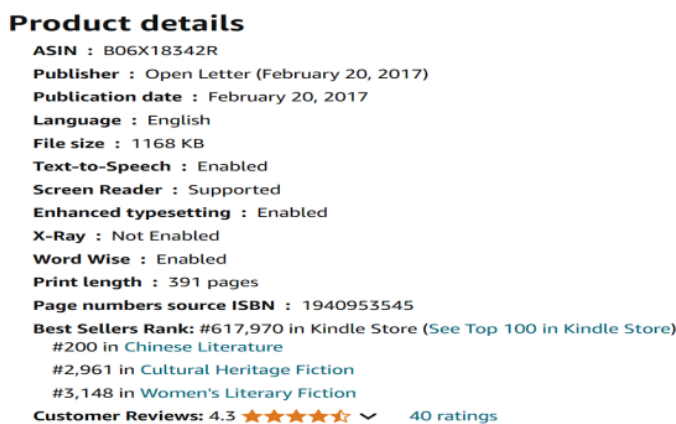 Product details
ASIN : B06X18342R
Publisher : Open Letter (February 20, 2017)
Publication date : February 20, 2017
Language : English
File size : 1168 KB
Text-to-Speech : Enabled
Screen Reader : Supported
Enhanced typesetting : Enabled
X-Ray : Not Enabled
Word Wise : Enabled
Print length : 391 pages
Page numbers source ISBN : 1940953545
Best Sellers Rank: #617,970 in Kindle Store (See Top 100 in Kindle Store)
#200 in Chinese Literature
#2,961 in Cultural Heritage Fiction
#3,148 in Women's Literary Fiction
Customer Reviews: 4.3 40 ratings